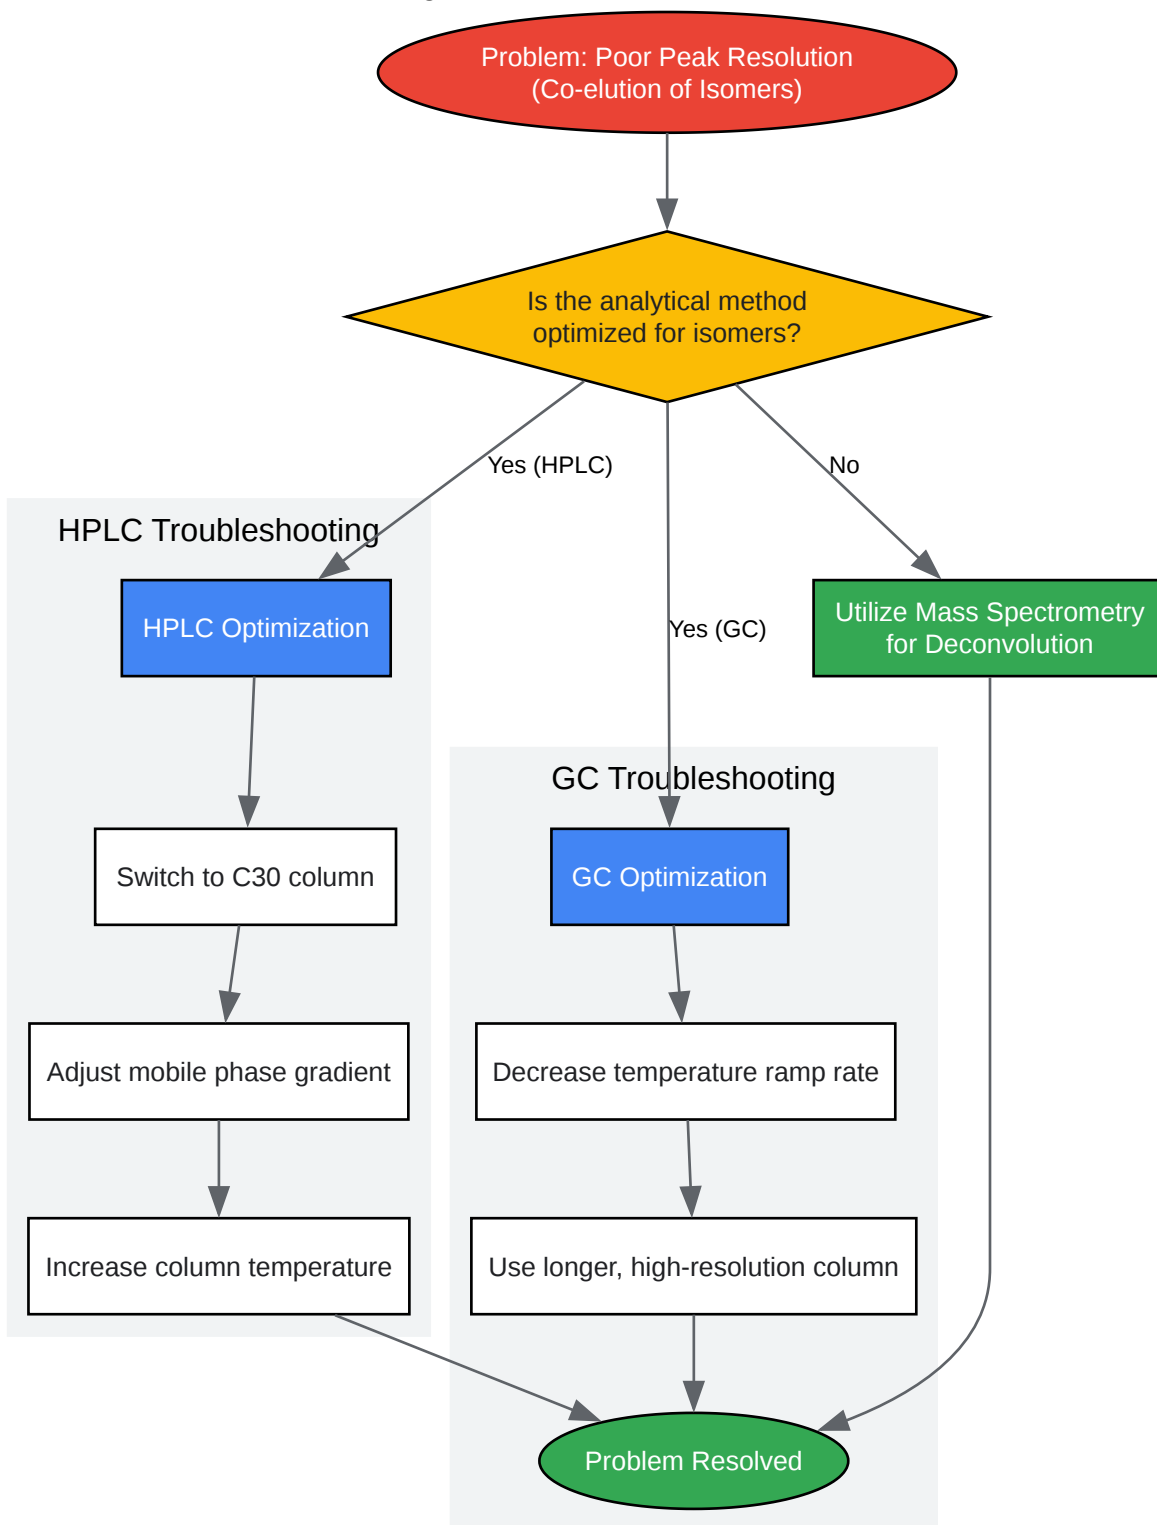 Problem: Poor Peak Resolution
(Co-elution of Isomers)
Is the analytical method
optimized for isomers?
Yes (HPLC)
No
HPLC Troubleshooting
HPLC Optimization
Yes (GC)
Utilize Mass Spectrometry
for Deconvolution
GC Troubleshooting
Switch to C30 column
GC Optimization
Adjust mobile phase gradient
Decrease temperature ramp rate
Increase column temperature
Use longer, high-resolution column
Problem Resolved